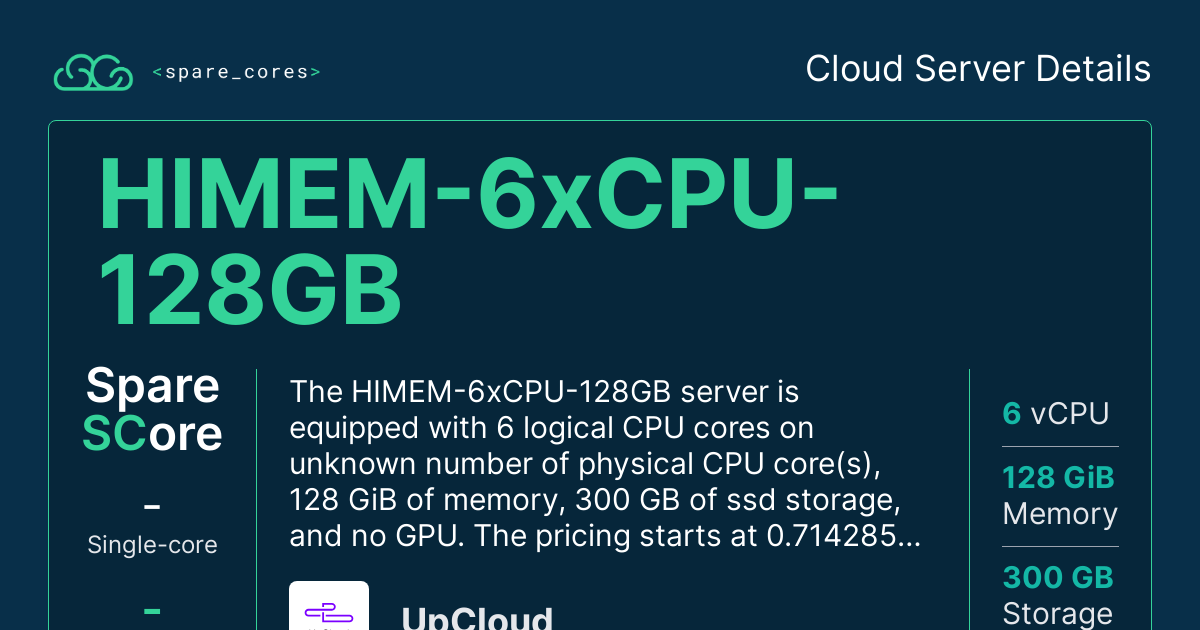 <spare_cores>
Cloud Server Details
HIMEM-6xCPU-
128GB
Spare
SCore
–
Single-core
–
The HIMEM-6xCPU-128GB server is
equipped with 6 logical CPU cores on
unknown number of physical CPU core(s),
128 GiB of memory, 300 GB of ssd storage,
and no GPU. The pricing starts at 0.714285...
UpCloud
6 vCPU
128 GiB
Memory
300 GB
Storage